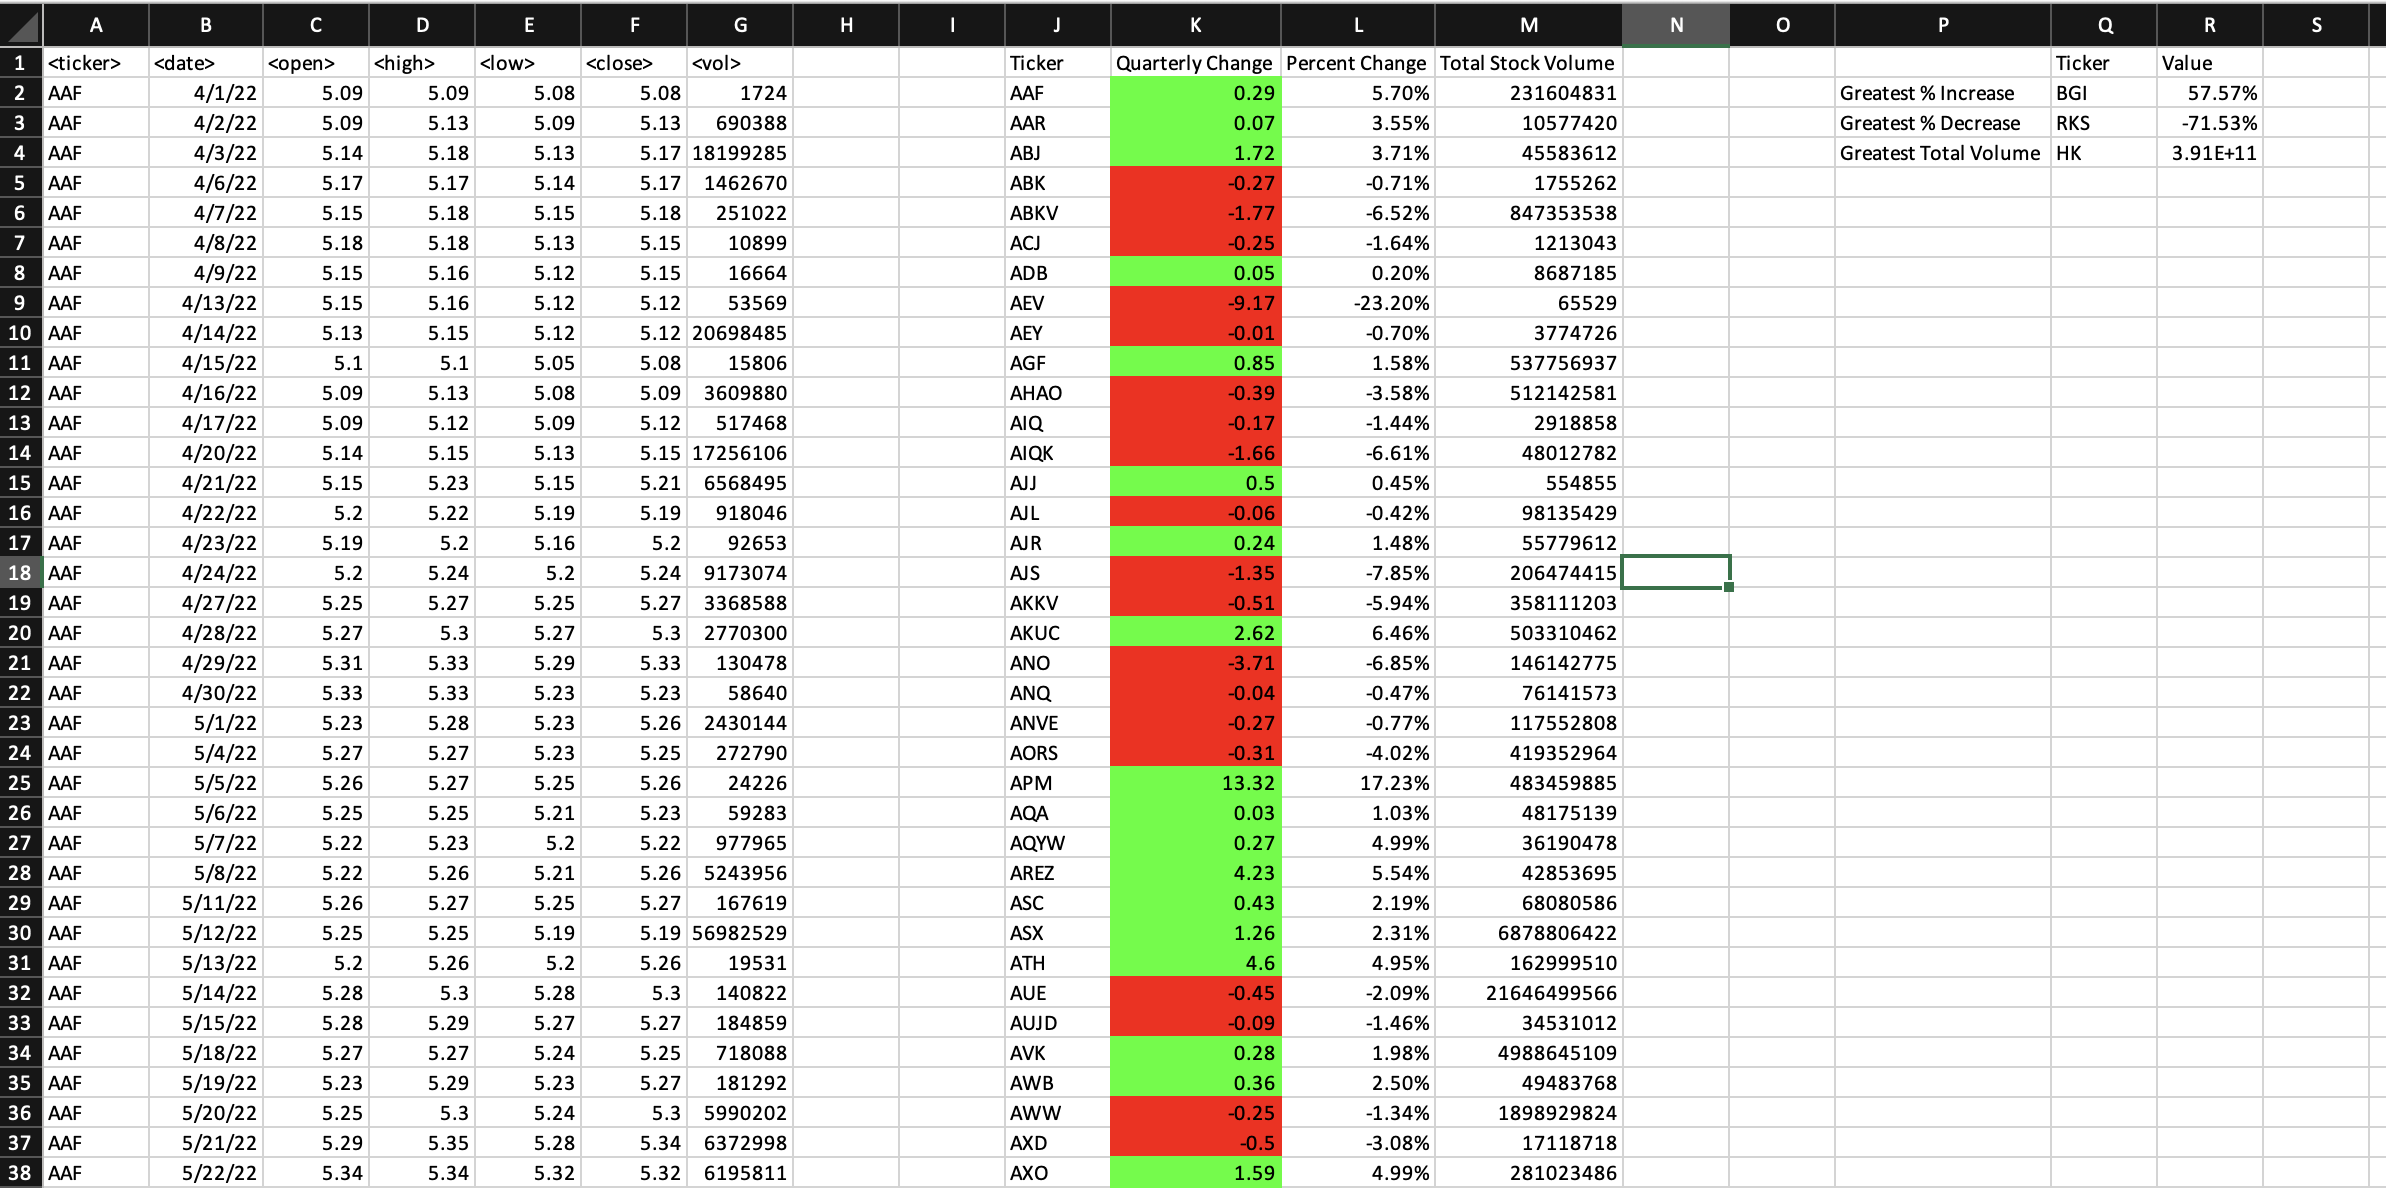 A B C D E F G H I J K L M N O P Q R S
1 <ticker> <date> <open> <high> <low> <close> <vol> Ticker Quarterly Change Percent Change Total Stock Volume Ticker Value
2 AAF 4/1/22 5.09 5.09 5.08 5.08 1724 AAF 0.29 5.70% 231604831 Greatest % Increase BGI 57.57%
3 AAF 4/2/22 5.09 5.13 5.09 5.13 690388 AAR 0.07 3.55% 10577420 Greatest % Decrease RKS -71.53%
4 AAF 4/3/22 5.14 5.18 5.13 5.17 18199285 ABJ 1.72 3.71% 45583612 Greatest Total Volume HK 3.91E+11
5 AAF 4/6/22 5.17 5.17 5.14 5.17 1462670 ABK -0.27 -0.71% 1755262
6 AAF 4/7/22 5.15 5.18 5.15 5.18 251022 ABKV -1.77 -6.52% 847353538
7 AAF 4/8/22 5.18 5.18 5.13 5.15 10899 ACJ -0.25 -1.64% 1213043
8 AAF 4/9/22 5.15 5.16 5.12 5.15 16664 ADB 0.05 0.20% 8687185
9 AAF 4/13/22 5.15 5.16 5.12 5.12 53569 AEV -9.17 -23.20% 65529
10 AAF 4/14/22 5.13 5.15 5.12 5.12 20698485 AEY -0.01 -0.70% 3774726
11 AAF 4/15/22 5.1 5.1 5.05 5.08 15806 AGF 0.85 1.58% 537756937
12 AAF 4/16/22 5.09 5.13 5.08 5.09 3609880 AHAO -0.39 -3.58% 512142581
13 AAF 4/17/22 5.09 5.12 5.09 5.12 517468 AIQ -0.17 -1.44% 2918858
14 AAF 4/20/22 5.14 5.15 5.13 5.15 17256106 AIQK -1.66 -6.61% 48012782
15 AAF 4/21/22 5.15 5.23 5.15 5.21 6568495 AJJ 0.5 0.45% 554855
16 AAF 4/22/22 5.2 5.22 5.19 5.19 918046 AJL -0.06 -0.42% 98135429
17 AAF 4/23/22 5.19 5.2 5.16 5.2 92653 AJR 0.24 1.48% 55779612
18 AAF 4/24/22 5.2 5.24 5.2 5.24 9173074 AJS -1.35 -7.85% 206474415
19 AAF 4/27/22 5.25 5.27 5.25 5.27 3368588 AKKV -0.51 -5.94% 358111203
20 AAF 4/28/22 5.27 5.3 5.27 5.3 2770300 AKUC 2.62 6.46% 503310462
21 AAF 4/29/22 5.31 5.33 5.29 5.33 130478 ANO -3.71 -6.85% 146142775
22 AAF 4/30/22 5.33 5.33 5.23 5.23 58640 ANQ -0.04 -0.47% 76141573
23 AAF 5/1/22 5.23 5.28 5.23 5.26 2430144 ANVE -0.27 -0.77% 117552808
24 AAF 5/4/22 5.27 5.27 5.23 5.25 272790 AORS -0.31 -4.02% 419352964
25 AAF 5/5/22 5.26 5.27 5.25 5.26 24226 APM 13.32 17.23% 483459885
26 AAF 5/6/22 5.25 5.25 5.21 5.23 59283 AQA 0.03 1.03% 48175139
27 AAF 5/7/22 5.22 5.23 5.2 5.22 977965 AQYW 0.27 4.99% 36190478
28 AAF 5/8/22 5.22 5.26 5.21 5.26 5243956 AREZ 4.23 5.54% 42853695
29 AAF 5/11/22 5.26 5.27 5.25 5.27 167619 ASC 0.43 2.19% 68080586
30 AAF 5/12/22 5.25 5.25 5.19 5.19 56982529 ASX 1.26 2.31% 6878806422
31 AAF 5/13/22 5.2 5.26 5.2 5.26 19531 ATH 4.6 4.95% 162999510
32 AAF 5/14/22 5.28 5.3 5.28 5.3 140822 AUE -0.45 -2.09% 21646499566
33 AAF 5/15/22 5.28 5.29 5.27 5.27 184859 AUJD -0.09 -1.46% 34531012
34 AAF 5/18/22 5.27 5.27 5.24 5.25 718088 AVK 0.28 1.98% 4988645109
35 AAF 5/19/22 5.23 5.29 5.23 5.27 181292 AWB 0.36 2.50% 49483768
36 AAF 5/20/22 5.25 5.3 5.24 5.3 5990202 AWW -0.25 -1.34% 1898929824
37 AAF 5/21/22 5.29 5.35 5.28 5.34 6372998 AXD -0.5 -3.08% 17118718
38 AAF 5/22/22 5.34 5.34 5.32 5.32 6195811 AXO 1.59 4.99% 281023486